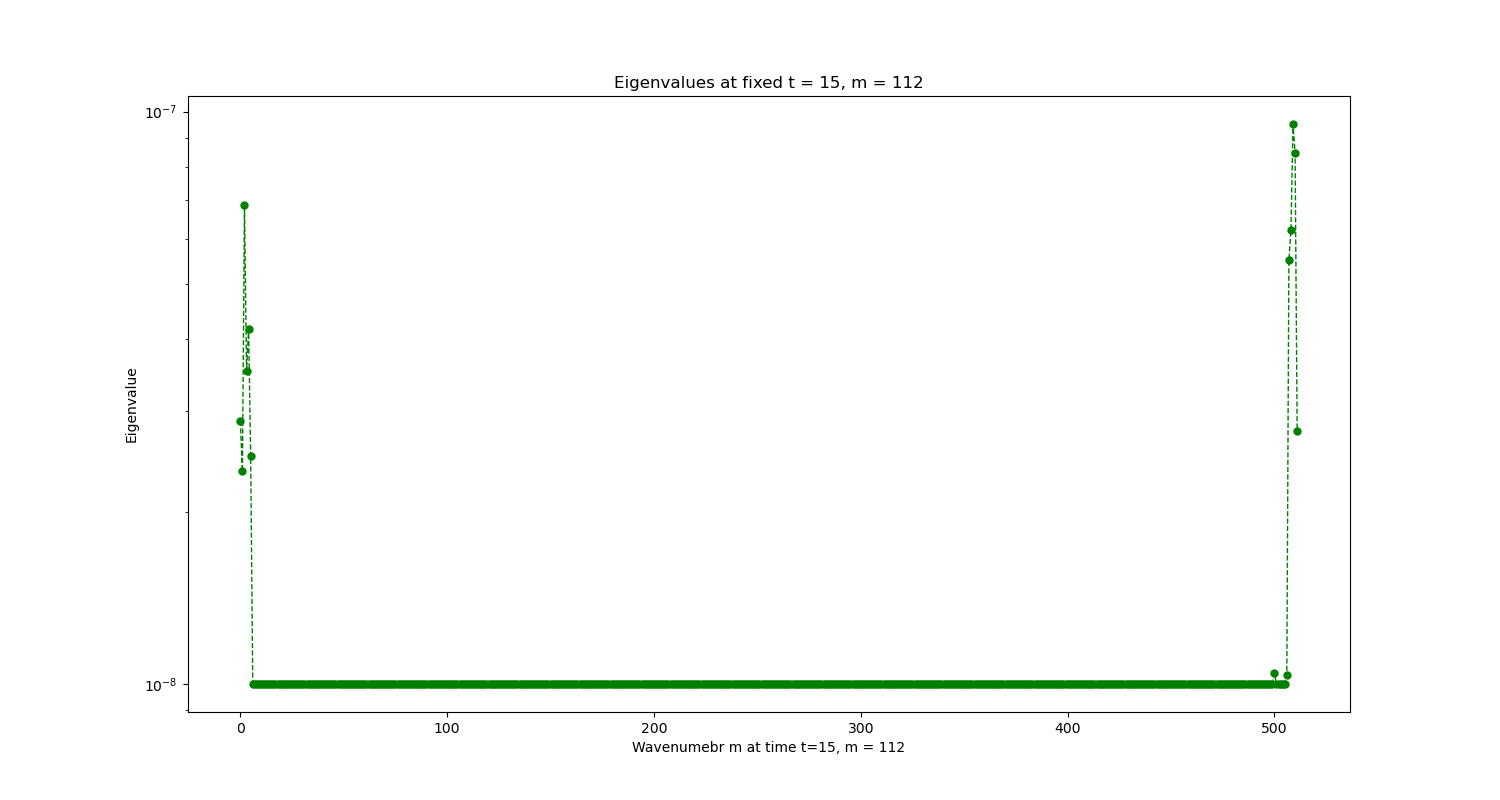 Eigenvalues at fixed t = 15, m = 112
10⁻⁷
Eigenvalue
10⁻⁸
0 100 200 300 400 500
Wavenumebr m at time t=15, m = 112